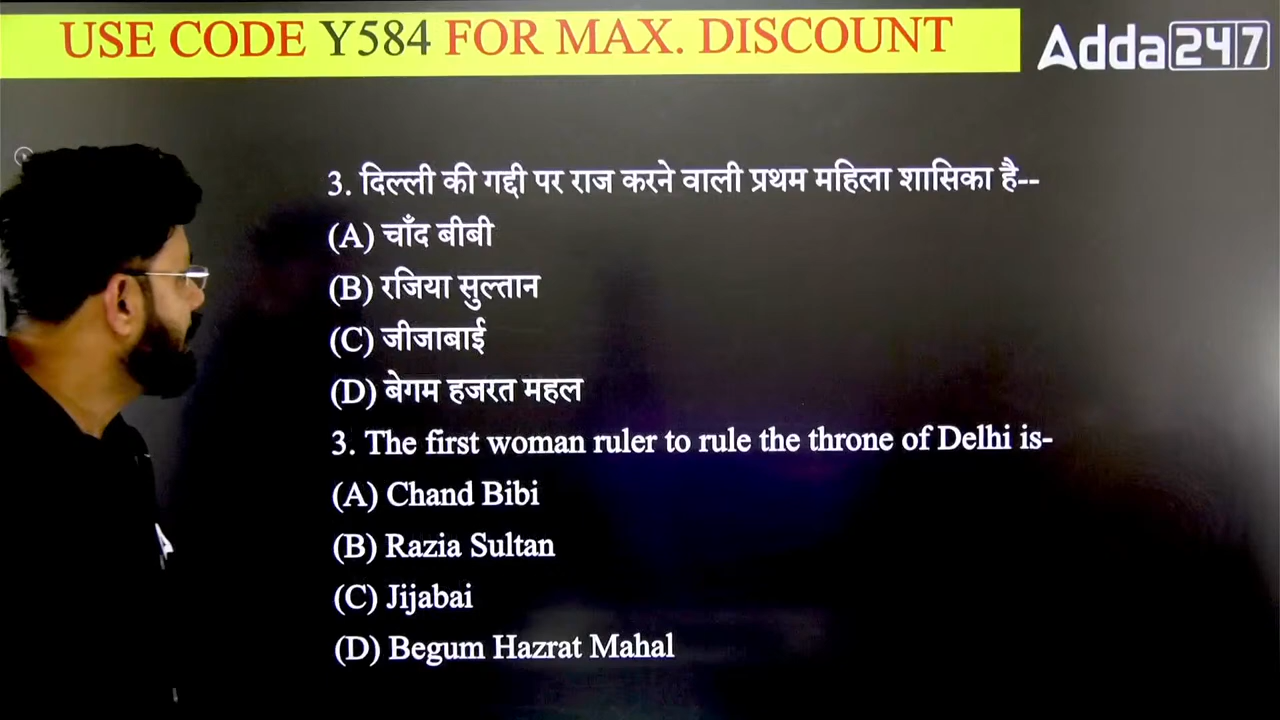 USE CODE Y584 FOR MAX. DISCOUNT
Adda247
3. दिल्ली की गद्दी पर राज करने वाली प्रथम महिला शासिका है--
(A) चाँद बीबी
(B) रजिया सुल्तान
(C) जीजाबाई
(D) बेगम हजरत महल
3. The first woman ruler to rule the throne of Delhi is-
(A) Chand Bibi
(B) Razia Sultan
(C) Jijabai
(D) Begum Hazrat Mahal